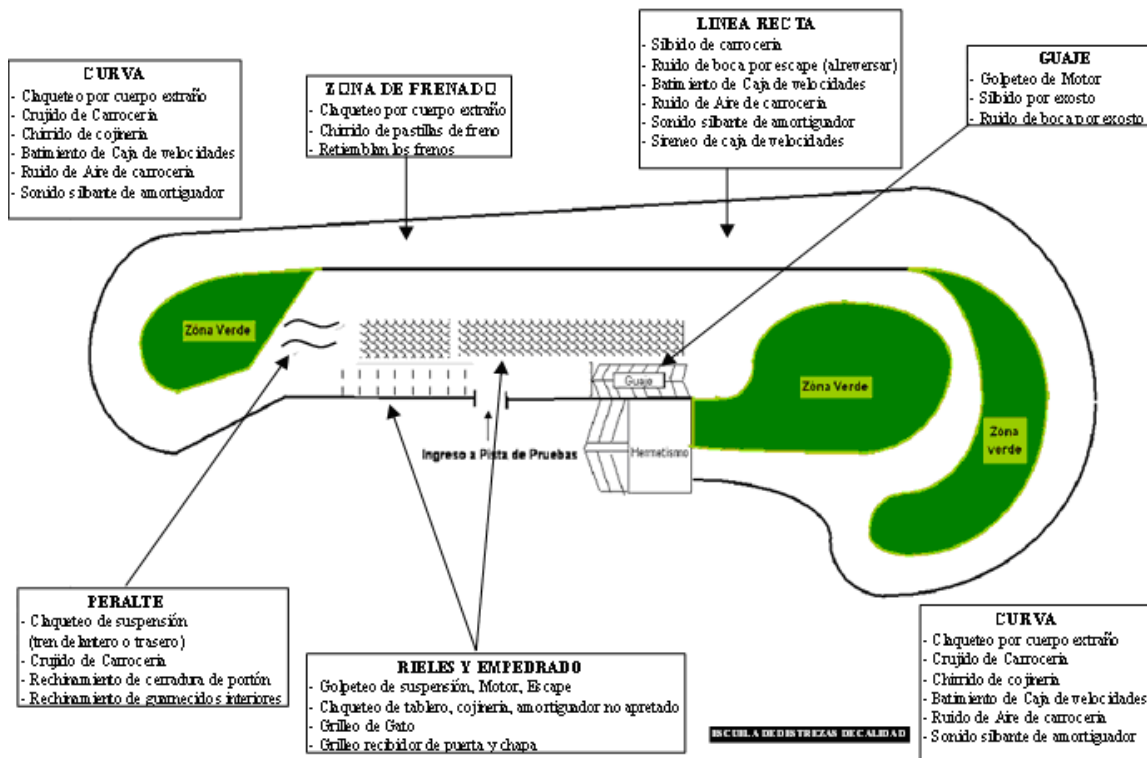 CURVA
- Claqueteo por cuerpo extraño
- Crujido de Carrocería
- Chirrido de cojinería
- Batimiento de Caja de velocidades
- Ruido de Aire de carrocería
- Sonido silbante de amortiguador
ZONA DE FRENADO
- Claqueteo por cuerpo extraño
- Chirrido de pastillas de freno
- Retiemblan los frenos
LINEA RECTA
- Silbido de carrocería
- Ruido de boca por escape (al reversar)
- Batimiento de Caja de velocidades
- Ruido de Aire de carrocería
- Sonido silbante de amortiguador
- Sireneo de caja de velocidades
GUAJE
- Golpeteo de Motor
- Silbido por exosto
- Ruido de boca por exosto
Zóna Verde
Guaje
Zóna Verde
Zóna
verde
Ingreso a Pista de Pruebas
Hermetismo
PERALTE
- Claqueteo de suspensión
(tren delantero o trasero)
- Crujido de Carrocería
- Rechinamiento de cerradura de portón
- Rechinamiento de guarnecidos interiores
RIELES Y EMPEDRADO
- Golpeteo de suspensión, Motor, Escape
- Claqueteo de tablero, cojinería, amortiguador no apretado
- Grilleo de Gato
- Grilleo recibidor de puerta y chapa
ESCUELA DE DISTREZAS DE CALIDAD
CURVA
- Claqueteo por cuerpo extraño
- Crujido de Carrocería
- Chirrido de cojinería
- Batimiento de Caja de velocidades
- Ruido de Aire de carrocería
- Sonido silbante de amortiguador